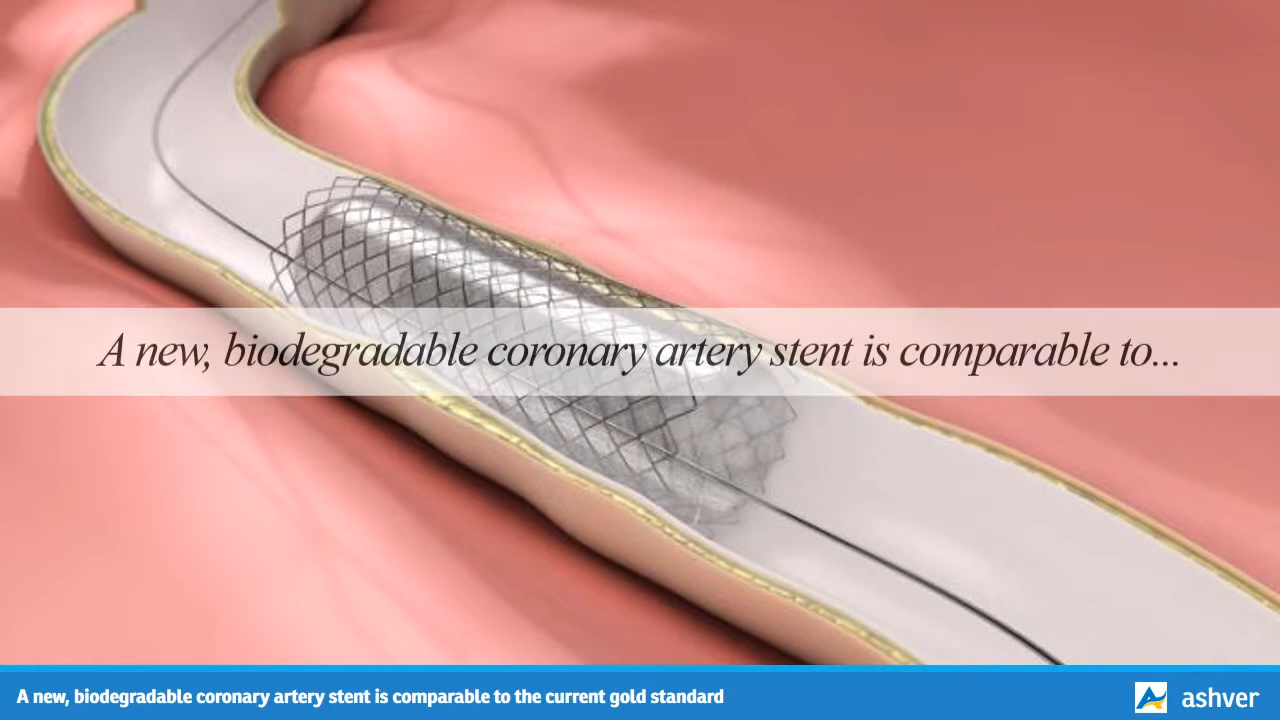 A new, biodegradable coronary artery stent is comparable to...
A new, biodegradable coronary artery stent is comparable to the current gold standard
ashver